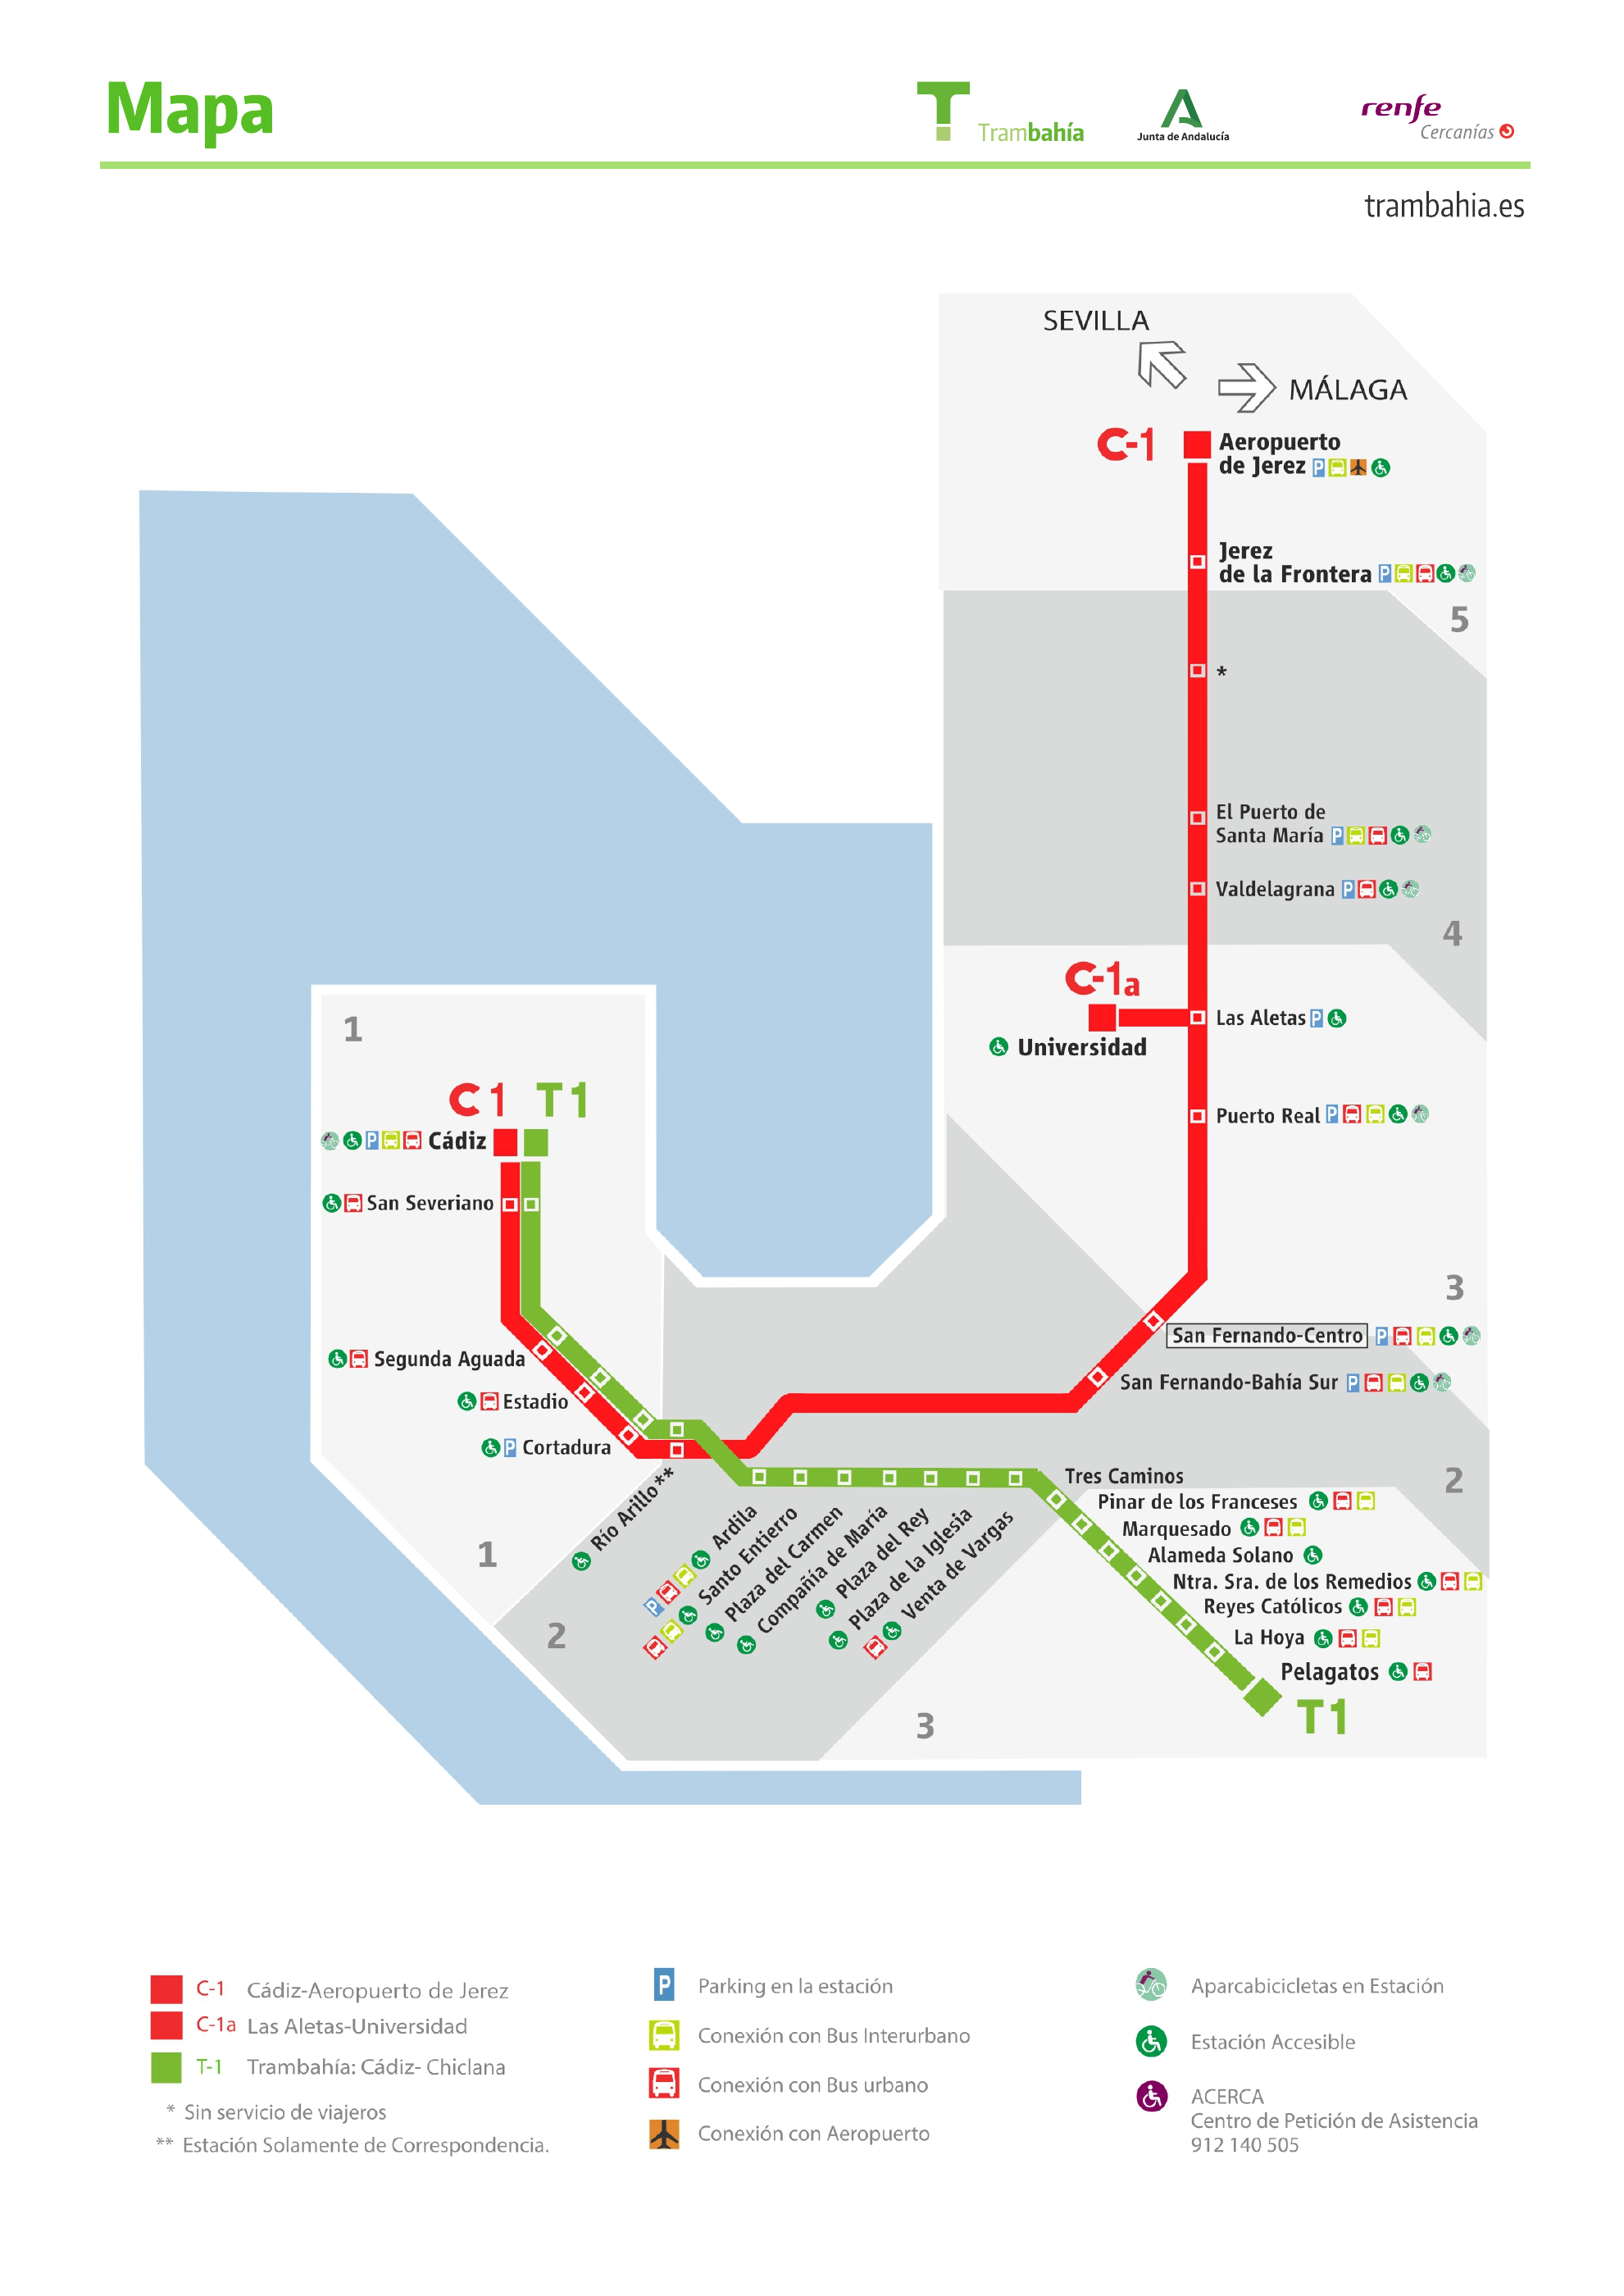 Mapa
T
Trambahía
Junta de Andalucía
renfe
Cercanías
trambahia.es
SEVILLA
MÁLAGA
C-1
Aeropuerto
de Jerez P
Jerez
de la Frontera P
5
*
El Puerto de
Santa María P
Valdelagrana P
4
C-1a
Las Aletas P
Universidad
Puerto Real P
1
C1 T1
P Cádiz
San Severiano
3
San Fernando-Centro P
San Fernando-Bahía Sur P
Segunda Aguada
Estadio
P Cortadura
Río Arillo**
P Ardila
Santo Entierro
Plaza del Carmen
Compañía de María
Plaza del Rey
Plaza de la Iglesia
Venta de Vargas
Tres Caminos
2
Pinar de los Franceses
Marquesado
Alameda Solano
Ntra. Sra. de los Remedios
Reyes Católicos
La Hoya
Pelagatos
T1
1
2
3
C-1 Cádiz-Aeropuerto de Jerez
C-1a Las Aletas-Universidad
T-1 Trambahía: Cádiz- Chiclana
* Sin servicio de viajeros
** Estación Solamente de Correspondencia.
P Parking en la estación
Conexión con Bus Interurbano
Conexión con Bus urbano
Conexión con Aeropuerto
Aparcabicicletas en Estación
Estación Accesible
ACERCA
Centro de Petición de Asistencia
912 140 505